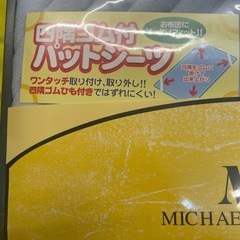 お布団に
四隅ゴム付
パットシーツ
ワンタッチ取り付け、取り外し!!
四隅ゴムひも付きではずれにくい!
M
MICHAE